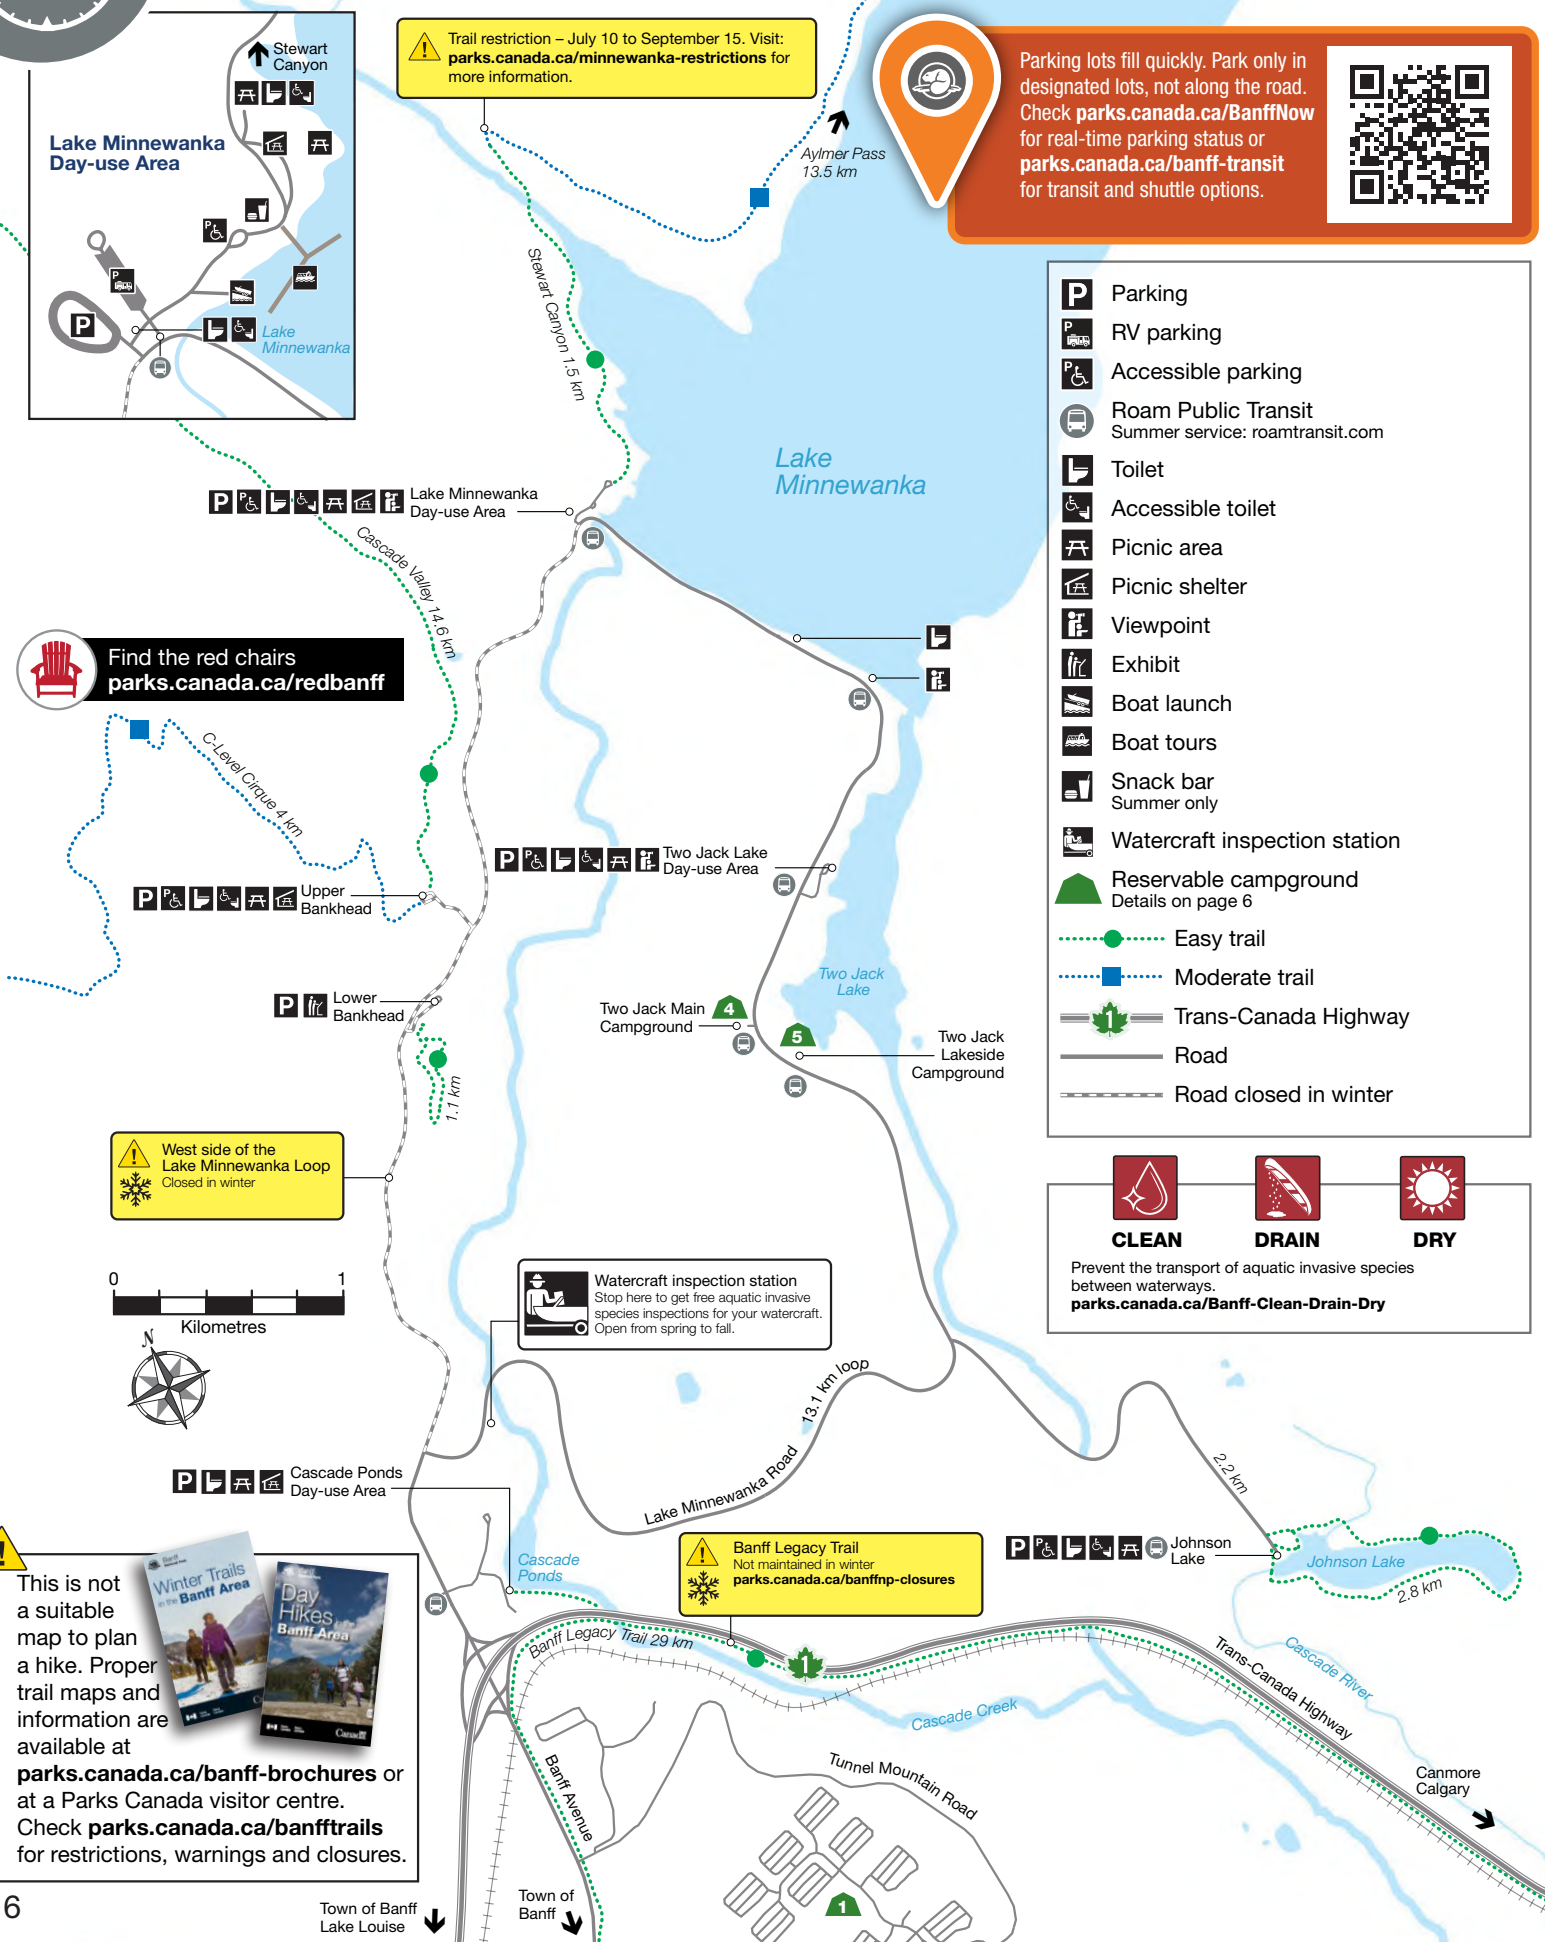 Stewart
Canyon
Lake Minnewanka
Day-use Area
P
P
P
P
Lake
Minnewanka
Trail restriction – July 10 to September 15. Visit:
parks.canada.ca/minnewanka-restrictions for
more information.
Aylmer Pass
13.5 km
Parking lots fill quickly. Park only in
designated lots, not along the road.
Check parks.canada.ca/BanffNow
for real-time parking status or
parks.canada.ca/banff-transit
for transit and shuttle options.
Stewart Canyon 1.5 km
Lake
Minnewanka
P
Parking
P
RV parking
P
Accessible parking
Roam Public Transit
Summer service: roamtransit.com
Toilet
Accessible toilet
Picnic area
Picnic shelter
Viewpoint
Exhibit
Boat launch
Boat tours
Snack bar
Summer only
Watercraft inspection station
Reservable campground
Details on page 6
Easy trail
Moderate trail
1
Trans-Canada Highway
Road
Road closed in winter
P
P
Lake Minnewanka
Day-use Area
Cascade Valley 14.6 km
Find the red chairs
parks.canada.ca/redbanff
C-Level Cirque 4 km
P
P
Two Jack Lake
Day-use Area
P
P
Upper
Bankhead
P
Lower
Bankhead
1.1 km
Two Jack
Lake
Two Jack Main
Campground
4
5
Two Jack
Lakeside
Campground
West side of the
Lake Minnewanka Loop
Closed in winter
CLEAN
DRAIN
DRY
Prevent the transport of aquatic invasive species
between waterways.
parks.canada.ca/Banff-Clean-Drain-Dry
0
1
Kilometres
N
Watercraft inspection station
Stop here to get free aquatic invasive
species inspections for your watercraft.
Open from spring to fall.
13.1 km loop
Lake Minnewanka Road
2.2 km
P
Cascade Ponds
Day-use Area
Cascade
Ponds
Banff Legacy Trail
Not maintained in winter
parks.canada.ca/banffnp-closures
P
P
Johnson
Lake
Johnson Lake
2.8 km
Banff Legacy Trail 29 km
1
Trans-Canada Highway
Cascade River
Cascade Creek
Tunnel Mountain Road
Banff Avenue
Canmore
Calgary
This is not
a suitable
map to plan
a hike. Proper
trail maps and
information are
available at
parks.canada.ca/banff-brochures or
at a Parks Canada visitor centre.
Check parks.canada.ca/banfftrails
for restrictions, warnings and closures.
Winter Trails
in the Banff Area
Day
Hikes
Banff Area
Canada
1
6
Town of Banff
Lake Louise
Town of
Banff